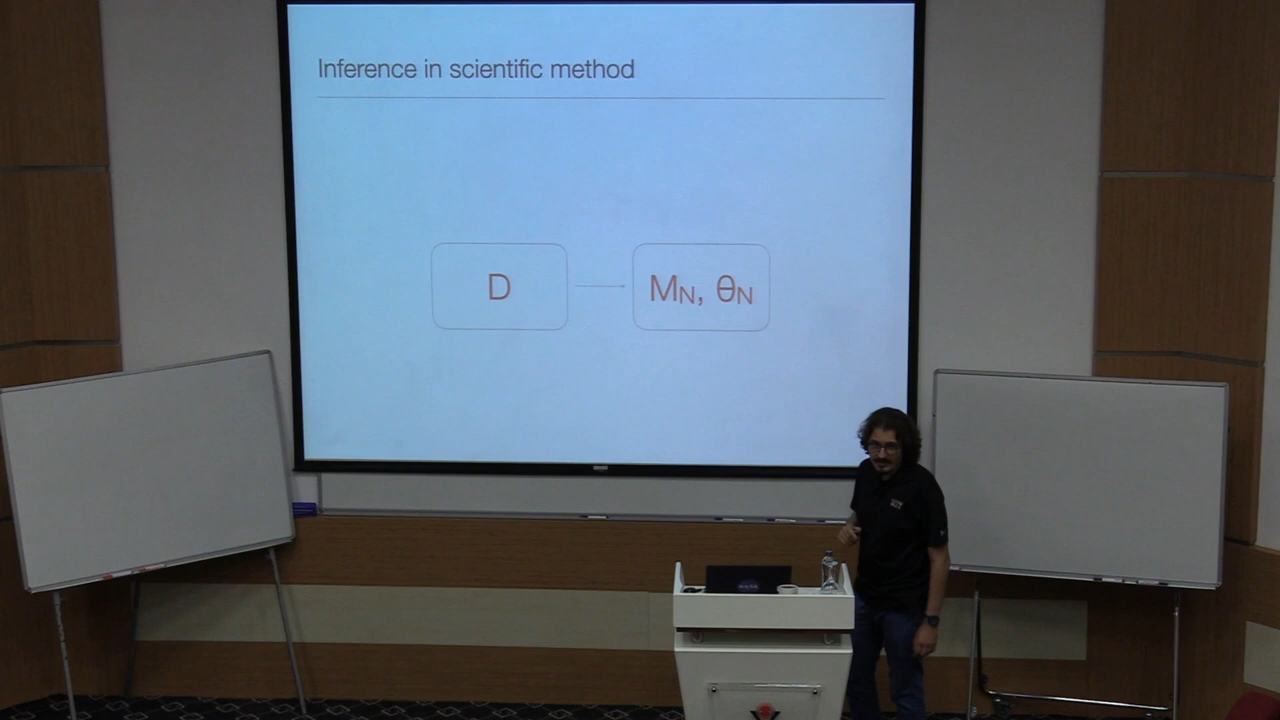 Inference in scientific method
D
MN, θN